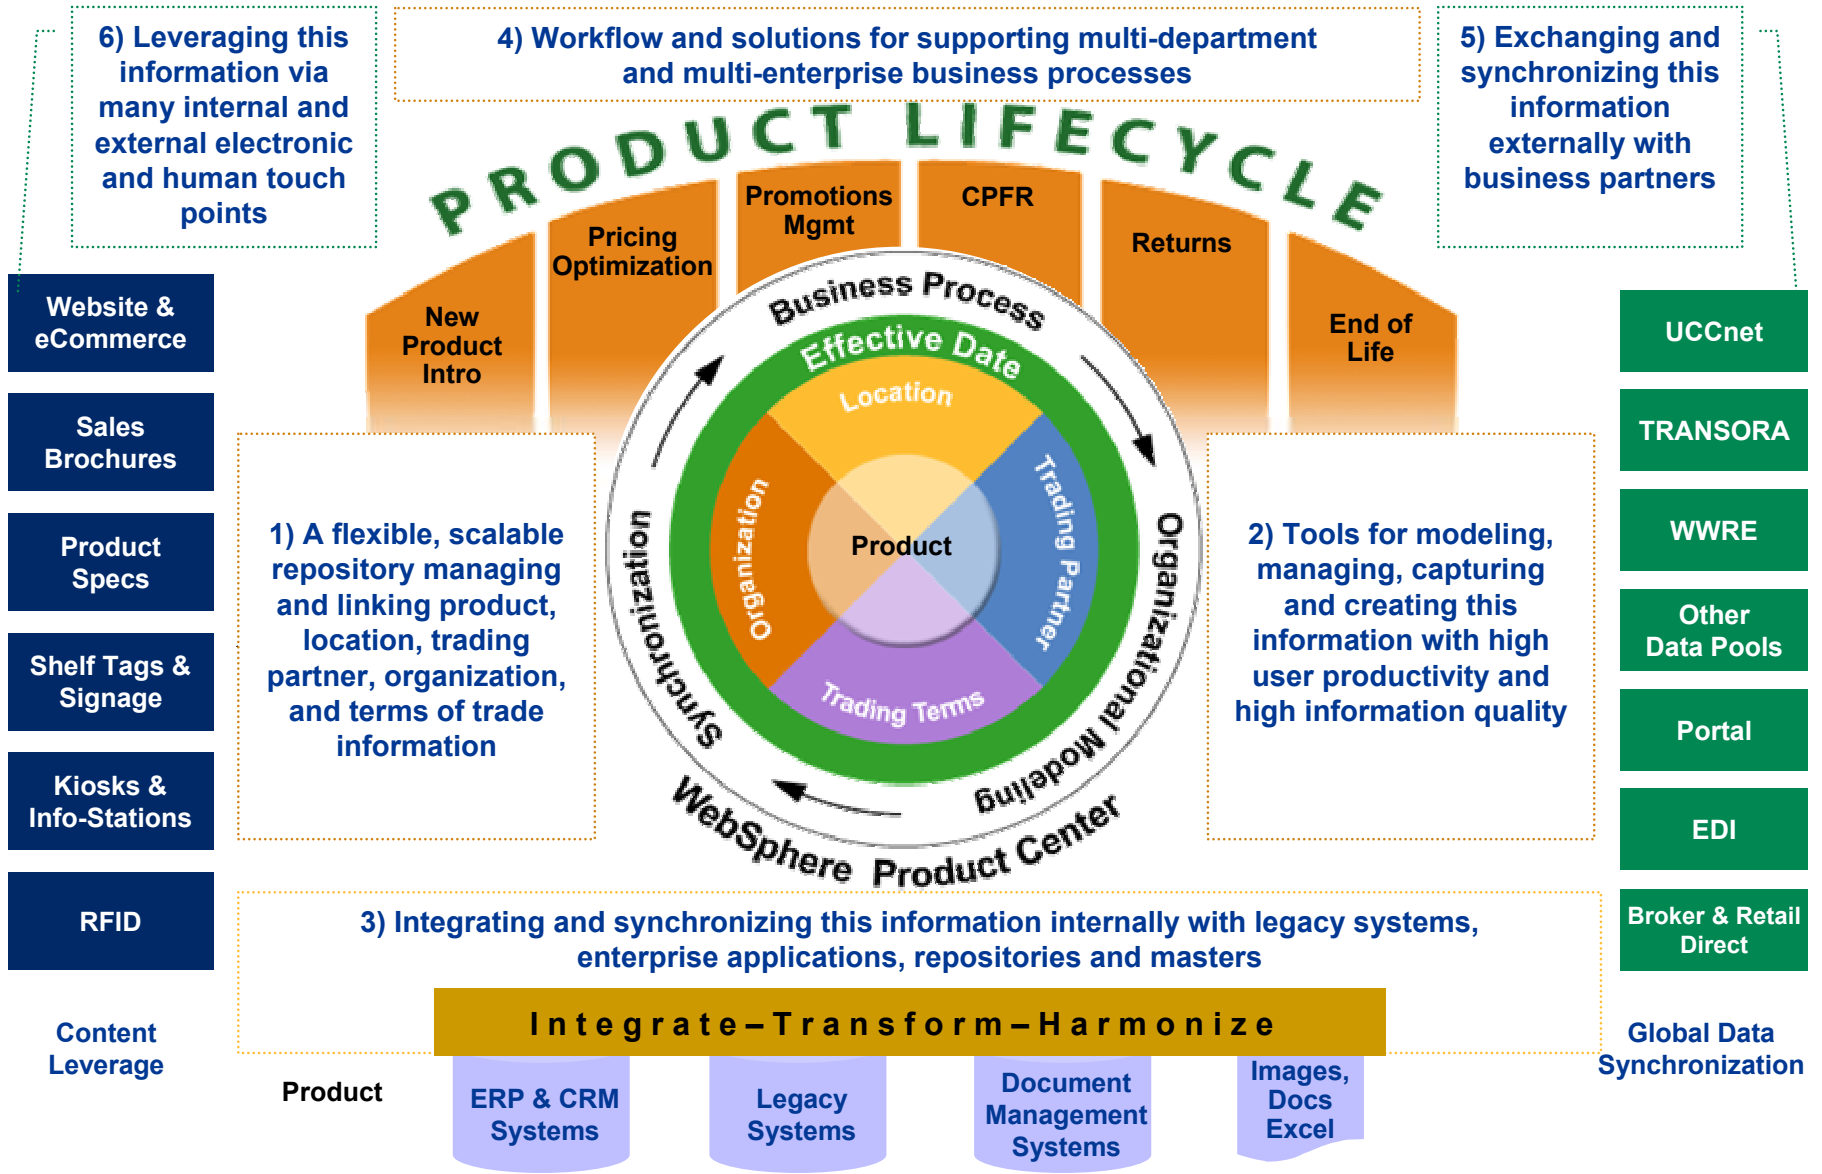 6) Leveraging this
information via
many internal and
external electronic
and human touch
points
4) Workflow and solutions for supporting multi-department
and multi-enterprise business processes
5) Exchanging and
synchronizing this
information
externally with
business partners
PRODUCT LIFECYCLE
New
Product
Intro
Pricing
Optimization
Promotions
Mgmt
CPFR
Returns
End of
Life
Website &
eCommerce
Sales
Brochures
Product
Specs
Shelf Tags &
Signage
Kiosks &
Info-Stations
RFID
Content
Leverage
1) A flexible, scalable
repository managing
and linking product,
location, trading
partner, organization,
and terms of trade
information
Business Process
Organizational Modeling
Synchronization
Effective Date
Location
Trading Partner
Trading Terms
Organization
Product
WebSphere Product Center
2) Tools for modeling,
managing, capturing
and creating this
information with high
user productivity and
high information quality
UCCnet
TRANSORA
WWRE
Other
Data Pools
Portal
EDI
Broker & Retail
Direct
Global Data
Synchronization
3) Integrating and synchronizing this information internally with legacy systems,
enterprise applications, repositories and masters
Integrate–Transform–Harmonize
Product
ERP & CRM
Systems
Legacy
Systems
Document
Management
Systems
Images,
Docs
Excel